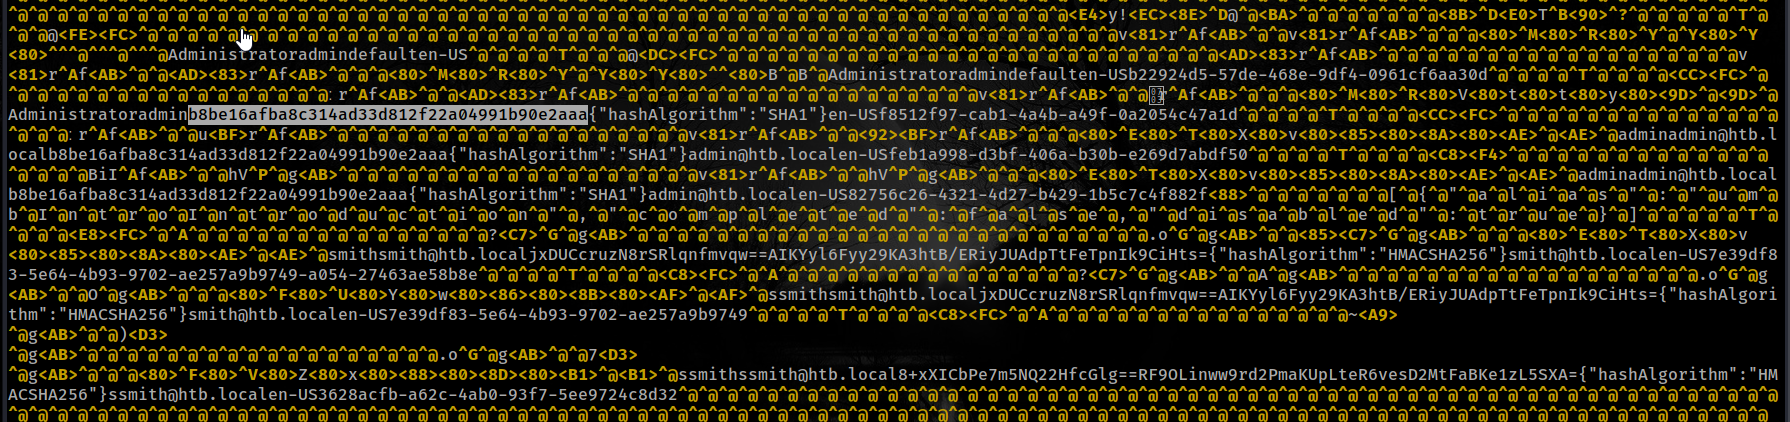 <E4>y!<EC><8E>^D@^@<BA> <8B>^D<E0>T^B<90>^?^@^@^@^@^@^T^@
@<FE><FC> v<81>r^Af<AB>^@^@v<81>r^Af<AB>^@^@^@<80>^M<80>^R<80>^Y^@^Y<80>^Y
<80>^^^@^^^@Administratoradmindefaulten-US^@^@^@^@^T^@^@^@@<DC><FC> <AD><83>r^Af<AB> v
<81>r^Af<AB>^@^@<AD><83>r^Af<AB>^@^@^@<80>^M<80>^R<80>^Y^@^Y<80>^Y<80>^^<80>B^@B^@Administratoradmindefaulten-USb22924d5-57de-468e-9df4-0961cf6aa30d <CC><FC>^@
r^Af<AB>^@^@<AD><83>r^Af<AB> v<81>r^Af<AB>^@^@ r^Af<AB>^@^@^@<80>^M<80>^R<80>V<80>t<80>t<80>y<80><9D>^@<9D>^@
Administratoradminb8be16afba8c314ad33d812f22a04991b90e2aaa{"hashAlgorithm":"SHA1"}en-USf8512f97-cab1-4a4b-a49f-0a2054c47a1d <CC><FC>
r^Af<AB>^@^@u<BF>r^Af<AB> v<81>r^Af<AB>^@^@<92><BF>r^Af<AB>^@^@^@<80>^E<80>^T<80>X<80>v<80><85><80><8A><80><AE>^@<AE>^@adminadmin@htb.l
ocalb8be16afba8c314ad33d812f22a04991b90e2aaa{"hashAlgorithm":"SHA1"}admin@htb.localen-USfeb1a998-d3bf-406a-b30b-e269d7abdf50 <C8><F4>
BiI^Af<AB>^@^@hV^P^@g<AB> v<81>r^Af<AB>^@^@hV^P^@g<AB>^@^@^@<80>^E<80>^T<80>X<80>v<80><85><80><8A><80><AE>^@<AE>^@adminadmin@htb.local
b8be16afba8c314ad33d812f22a04991b90e2aaa{"hashAlgorithm":"SHA1"}admin@htb.localen-US82756c26-4321-4d27-b429-1b5c7c4f882f<88> [^@{^@"^@a^@l^@i^@a^@s^@"^@:^@"^@u^@m^@
b^@I^@n^@t^@r^@o^@I^@n^@t^@r^@o^@d^@u^@c^@t^@i^@o^@n^@"^@,^@"^@c^@o^@m^@p^@l^@e^@t^@e^@d^@"^@:^@f^@a^@l^@s^@e^@,^@"^@d^@i^@s^@a^@b^@l^@e^@d^@"^@:^@t^@r^@u^@e^@}^@]
<E8><FC>^@^A ?<C7>^G^@g<AB> .o^G^@g<AB>^@^@<85><C7>^G^@g<AB>^@^@^@<80>^E<80>^T<80>X<80>v
<80><85><80><8A><80><AE>^@<AE>^@smithsmith@htb.localjxDUCcruzN8rSRlqnfmvqw==AIKYyl6Fyy29KA3htB/ERiyJUAdpTtFeTpnIk9CiHts={"hashAlgorithm":"HMACSHA256"}smith@htb.localen-US7e39df8
3-5e64-4b93-9702-ae257a9b9749-a054-27463ae58b8e <C8><FC>^@^A ?<C7>^G^@g<AB>^@^@A^@g<AB> .o^G^@g
<AB>^@^@O^@g<AB>^@^@^@<80>^F<80>^U<80>Y<80>w<80><86><80><8B><80><AF>^@<AF>^@ssmithsmith@htb.localjxDUCcruzN8rSRlqnfmvqw==AIKYyl6Fyy29KA3htB/ERiyJUAdpTtFeTpnIk9CiHts={"hashAlgori
thm":"HMACSHA256"}smith@htb.localen-US7e39df83-5e64-4b93-9702-ae257a9b9749 <C8><FC>^@^A ~<A9>
^@g<AB>^@^@)<D3>
^@g<AB> .o^G^@g<AB>^@^@7<D3>
^@g<AB>^@^@^@<80>^F<80>^V<80>Z<80>x<80><88><80><8D><80><B1>^@<B1>^@ssmithssmith@htb.local8+xXICbPe7m5NQ22HfcGlg==RF9OLinww9rd2PmaKUpLteR6vesD2MtFaBKe1zL5SXA={"hashAlgorithm":"HM
ACSHA256"}ssmith@htb.localen-US3628acfb-a62c-4ab0-93f7-5ee9724c8d32